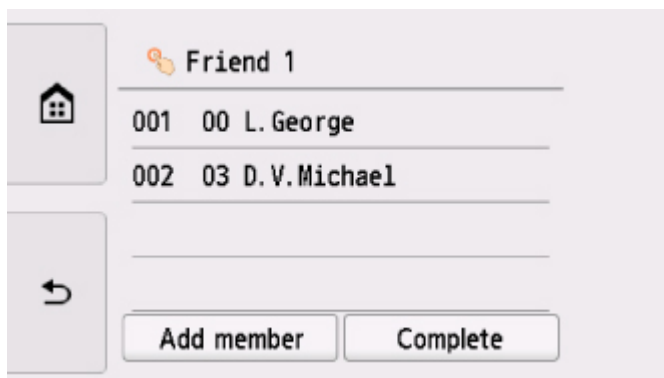 Friend 1
001 00 L.George
002 03 D.V.Michael
Add member Complete